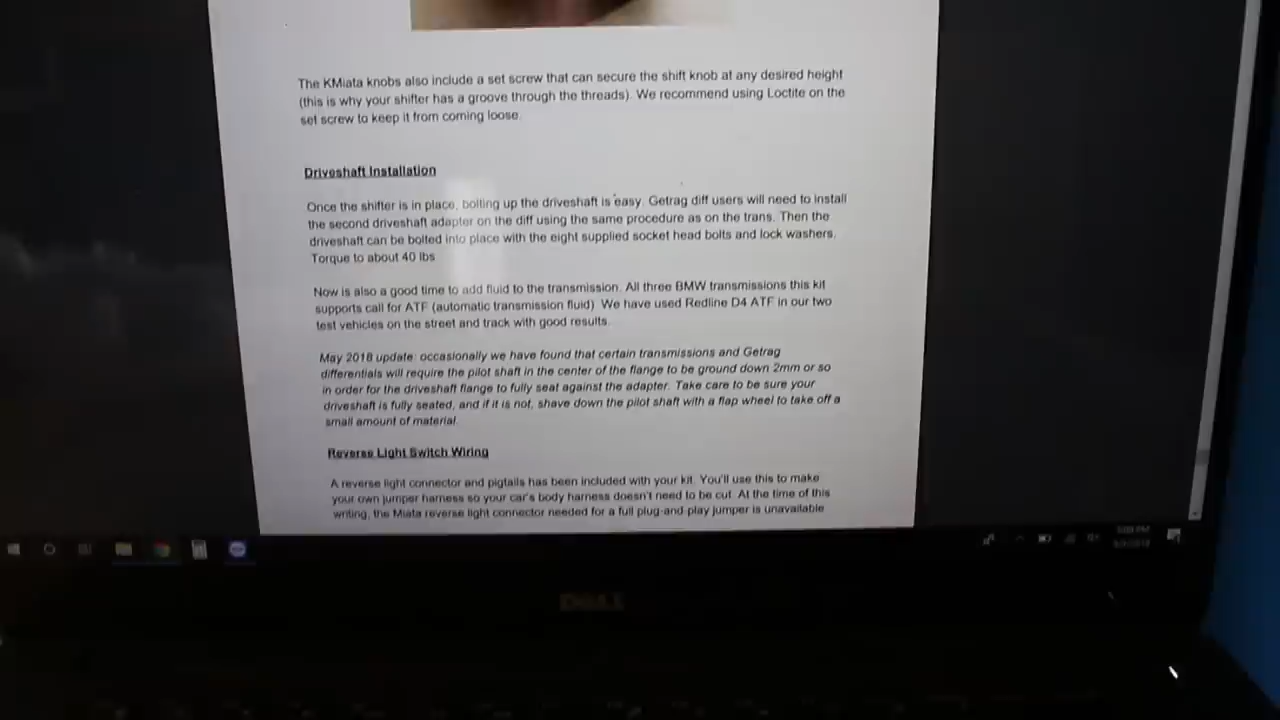 The KMiata knobs also include a set screw that can secure the shift knob at any desired height
(this is why your shifter has a groove through the threads). We recommend using Loctite on the
set screw to keep it from coming loose.
Driveshaft Installation
Once the shifter is in place, bolting up the driveshaft is easy. Getrag diff users will need to install
the second driveshaft adapter on the diff using the same procedure as on the trans. Then the
driveshaft can be bolted into place with the eight supplied socket head bolts and lock washers.
Torque to about 40 lbs
Now is also a good time to add fluid to the transmission. All three BMW transmissions this kit
supports call for ATF (automatic transmission fluid). We have used Redline D4 ATF in our two
test vehicles on the street and track with good results.
May 2018 update: occasionally we have found that certain transmissions and Getrag
differentials will require the pilot shaft in the center of the flange to be ground down 2mm or so
in order for the driveshaft flange to fully seat against the adapter. Take care to be sure your
driveshaft is fully seated, and if it is not, shave down the pilot shaft with a flap wheel to take off a
small amount of material.
Reverse Light Switch Wiring
A reverse light connector and pigtails has been included with your kit. You'll use this to make
your own jumper harness so your car's body harness doesn't need to be cut. At the time of this
writing, the Miata reverse light connector needed for a full plug-and-play jumper is unavailable
DELL